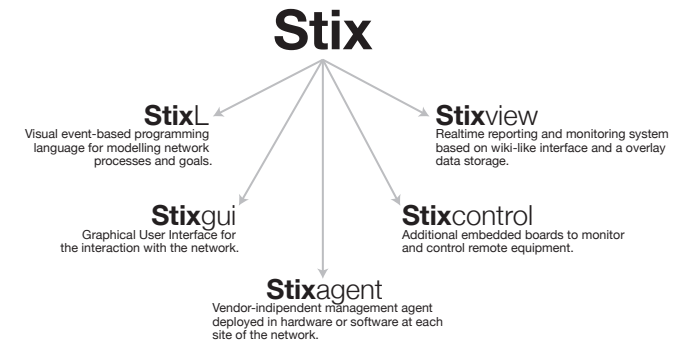 Stix
StixL
Visual event-based programming
language for modelling network
processes and goals.
Stixview
Realtime reporting and monitoring system
based on wiki-like interface and a overlay
data storage.
Stixgui
Graphical User Interface for
the interaction with the network.
Stixcontrol
Additional embedded boards to monitor
and control remote equipment.
Stixagent
Vendor-indipendent management agent
deployed in hardware or software at each
site of the network.